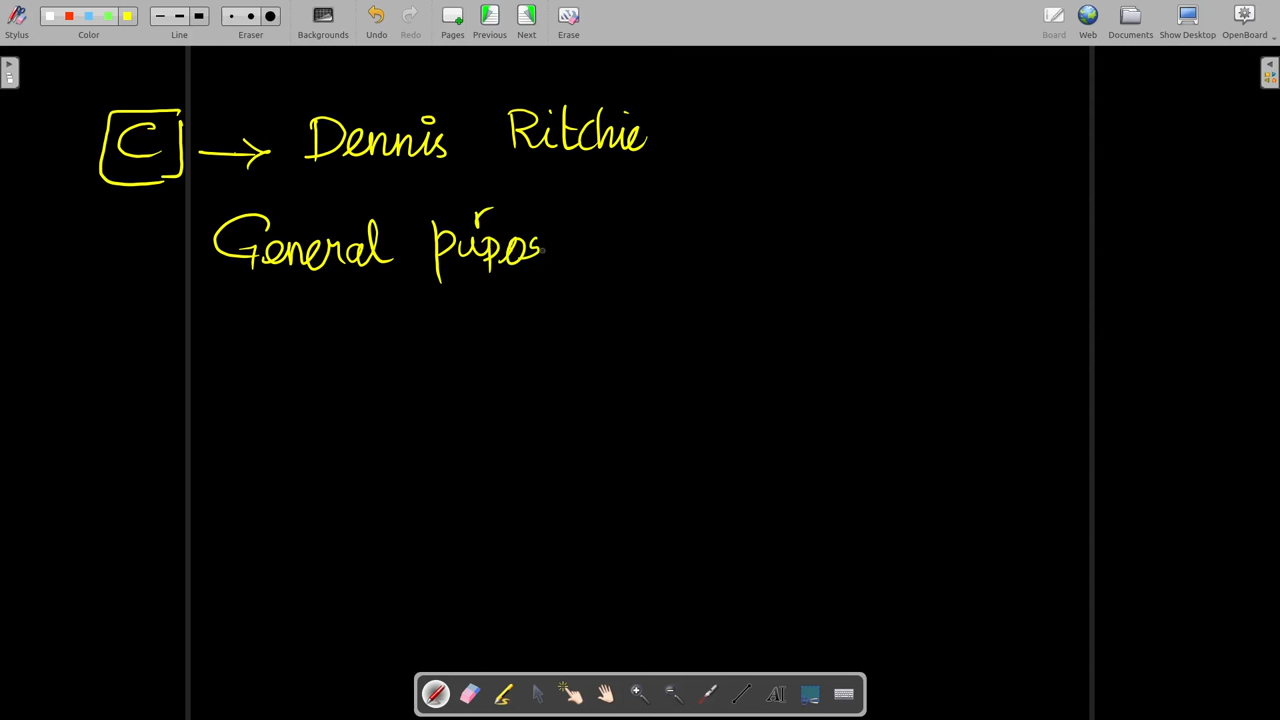 Stylus Color Line Eraser Backgrounds Undo Redo Pages Previous Next Erase Board Web Documents Show Desktop OpenBoard
C → Dennis Ritchie
General purpos
AI